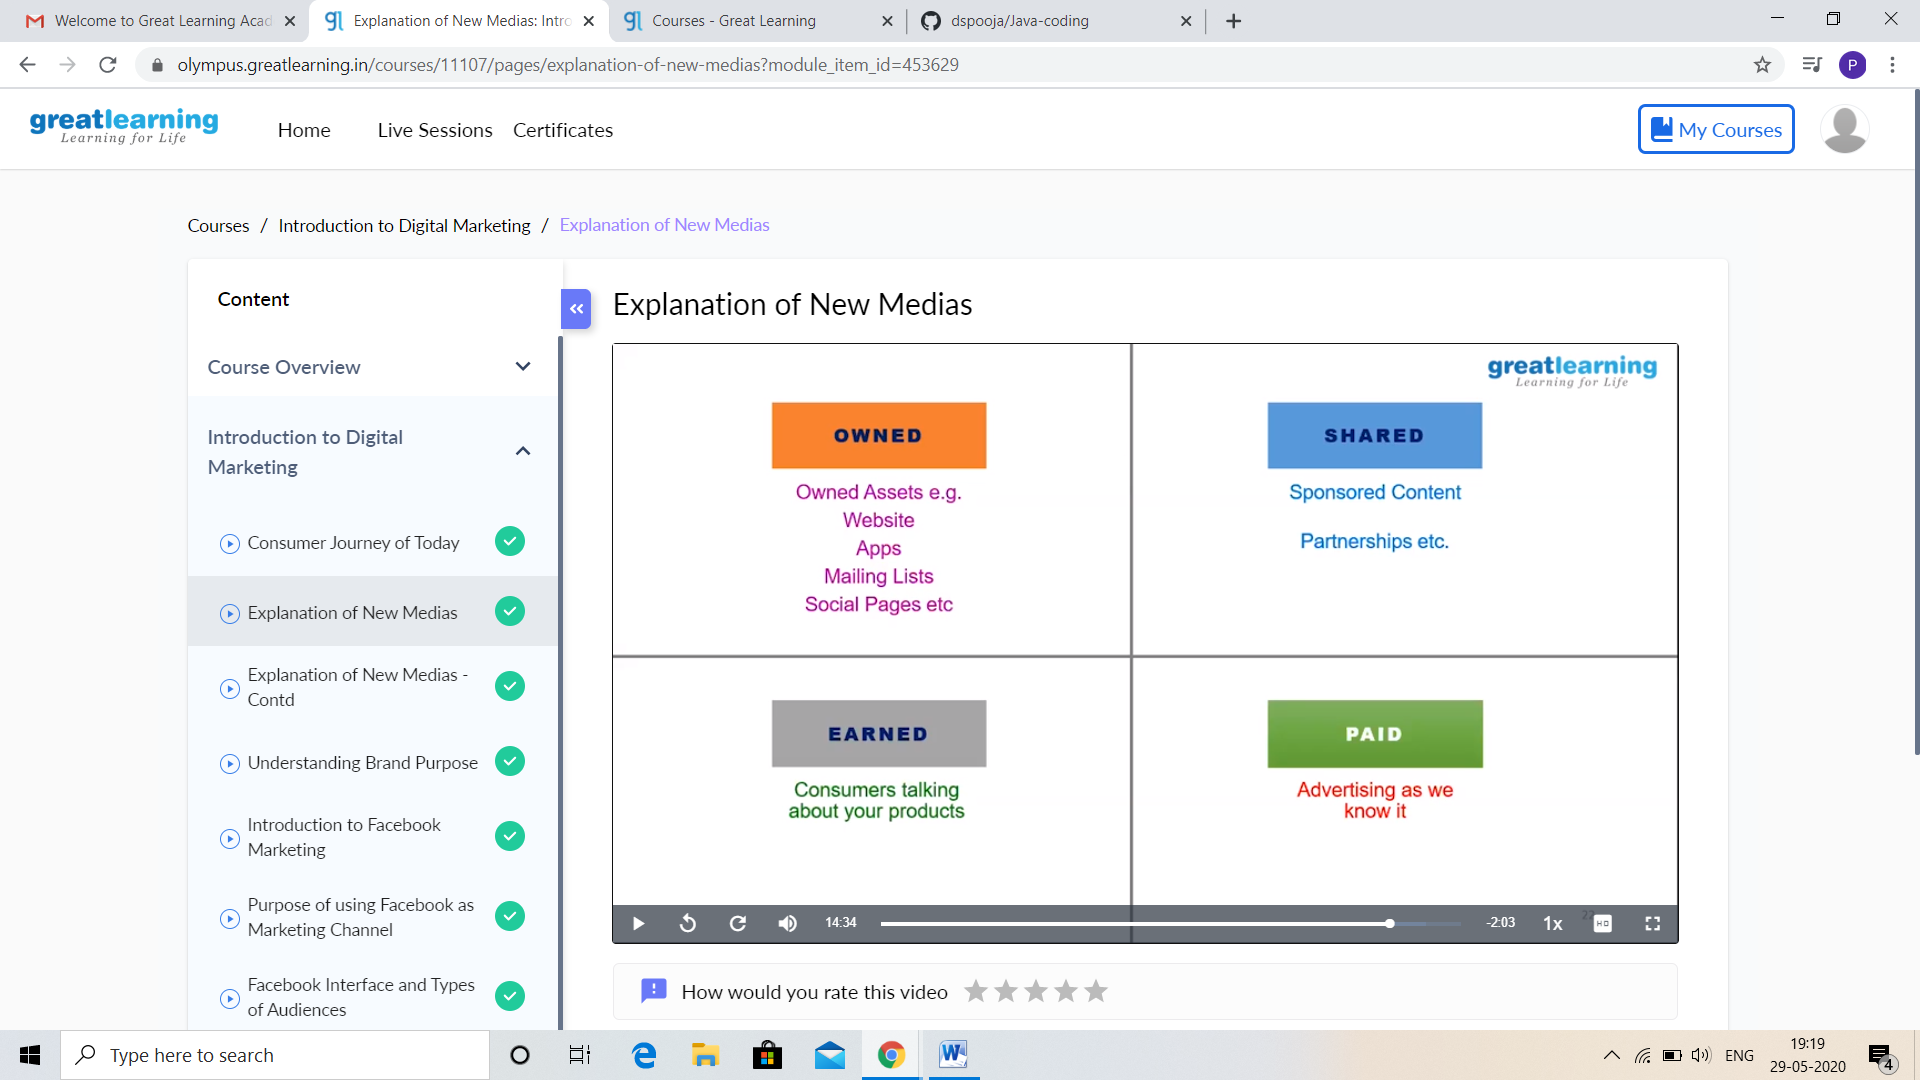 Welcome to Great Learning Acad
Explanation of New Medias: Intro
Courses - Great Learning
dspooja/Java-coding
olympus.greatlearning.in/courses/11107/pages/explanation-of-new-medias?module_item_id=453629
P
greatlearning
Learning for Life
Home
Live Sessions
Certificates
My Courses
Courses / Introduction to Digital Marketing / Explanation of New Medias
Content
Course Overview
Introduction to Digital
Marketing
Consumer Journey of Today
Explanation of New Medias
Explanation of New Medias -
Contd
Understanding Brand Purpose
Introduction to Facebook
Marketing
Purpose of using Facebook as
Marketing Channel
Facebook Interface and Types
of Audiences
Explanation of New Medias
greatlearning
Learning for Life
OWNED
Owned Assets e.g.
Website
Apps
Mailing Lists
Social Pages etc
SHARED
Sponsored Content
Partnerships etc.
EARNED
Consumers talking
about your products
PAID
Advertising as we
know it
14:34
-2:03
1x
HD
How would you rate this video
Type here to search
ENG
19:19
29-05-2020
4